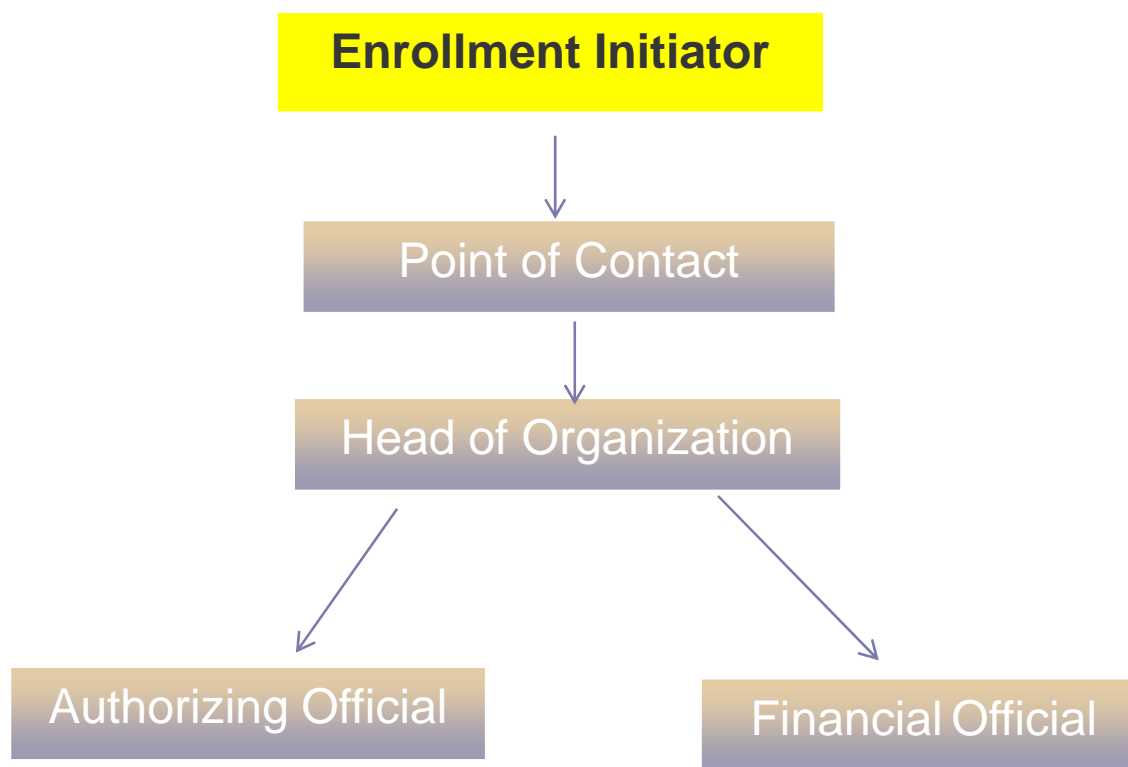 Enrollment Initiator
Point of Contact
Head of Organization
Authorizing Official
Financial Official